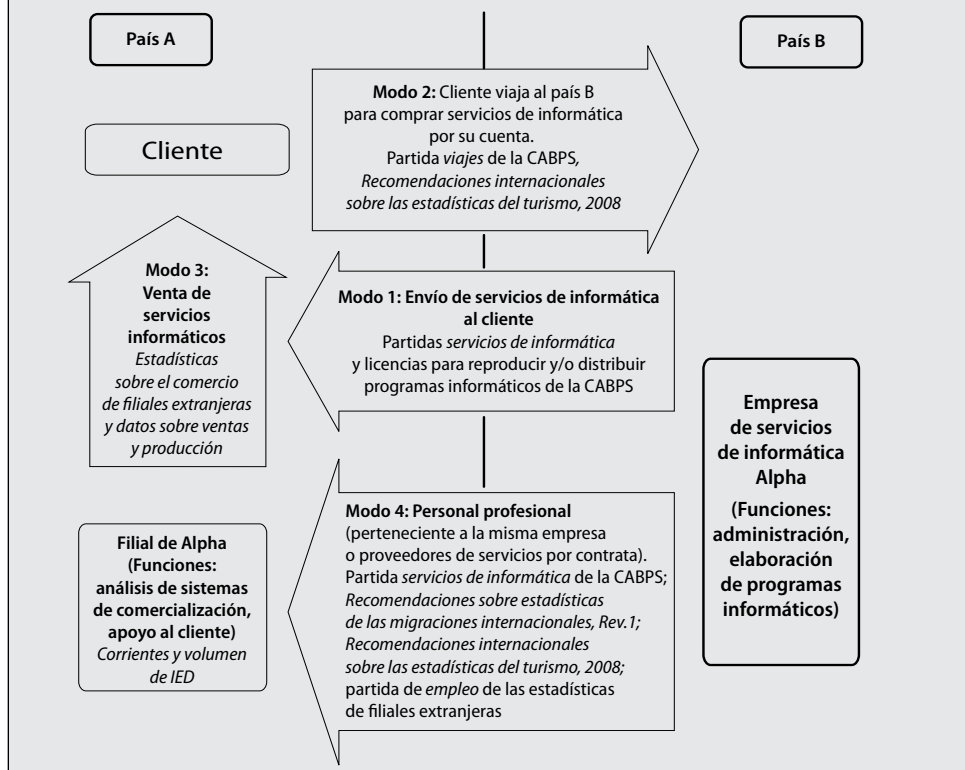 País A
País B
Modo 2: Cliente viaja al país B
para comprar servicios de informática
por su cuenta.
Partida viajes de la CABPS,
Recomendaciones internacionales
sobre las estadísticas del turismo, 2008
Cliente
Modo 3:
Venta de
servicios
informáticos
Estadísticas
sobre el comercio
de filiales extranjeras
y datos sobre ventas
y producción
Modo 1: Envío de servicios de informática
al cliente
Partidas servicios de informática
y licencias para reproducir y/o distribuir
programas informáticos de la CABPS
Empresa
de servicios
de informática
Alpha
(Funciones:
administración,
elaboración
de programas
informáticos)
Filial de Alpha
(Funciones:
análisis de sistemas
de comercialización,
apoyo al cliente)
Corrientes y volumen
de IED
Modo 4: Personal profesional
(perteneciente a la misma empresa
o proveedores de servicios por contrata).
Partida servicios de informática de la CABPS;
Recomendaciones sobre estadísticas
de las migraciones internacionales, Rev.1;
Recomendaciones internacionales
sobre las estadísticas del turismo, 2008;
partida de empleo de las estadísticas
de filiales extranjeras